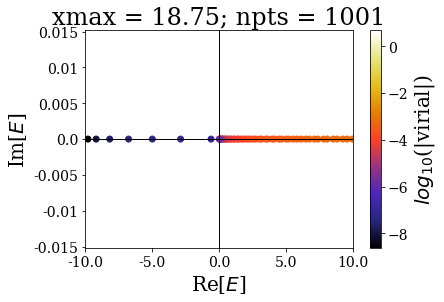 xmax = 18.75; npts = 1001
0.015
0.01
0.005
0.0
-0.005
-0.01
-0.015
Im[E]
-10.0 -5.0 0.0 5.0 10.0
Re[E]
0
−2
−4
−6
−8
log₁₀(|virial|)